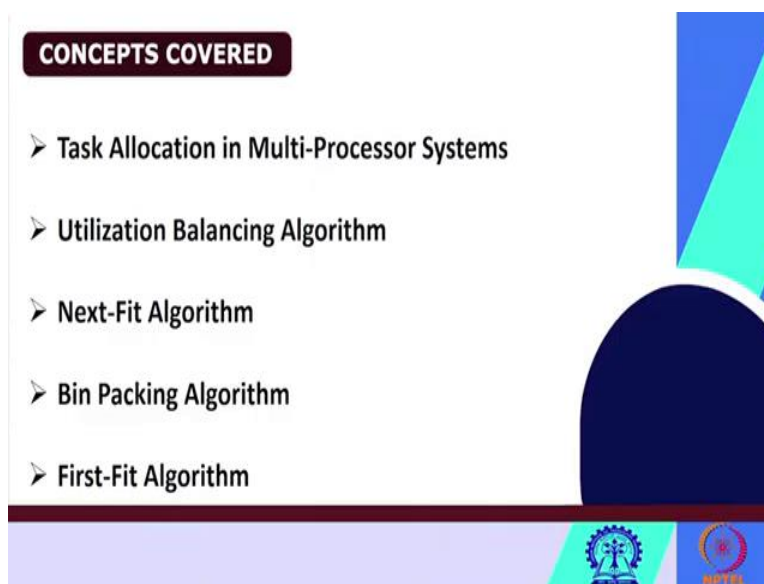 CONCEPTS COVERED
➢ Task Allocation in Multi-Processor Systems
➢ Utilization Balancing Algorithm
➢ Next-Fit Algorithm
➢ Bin Packing Algorithm
➢ First-Fit Algorithm
NPTEL